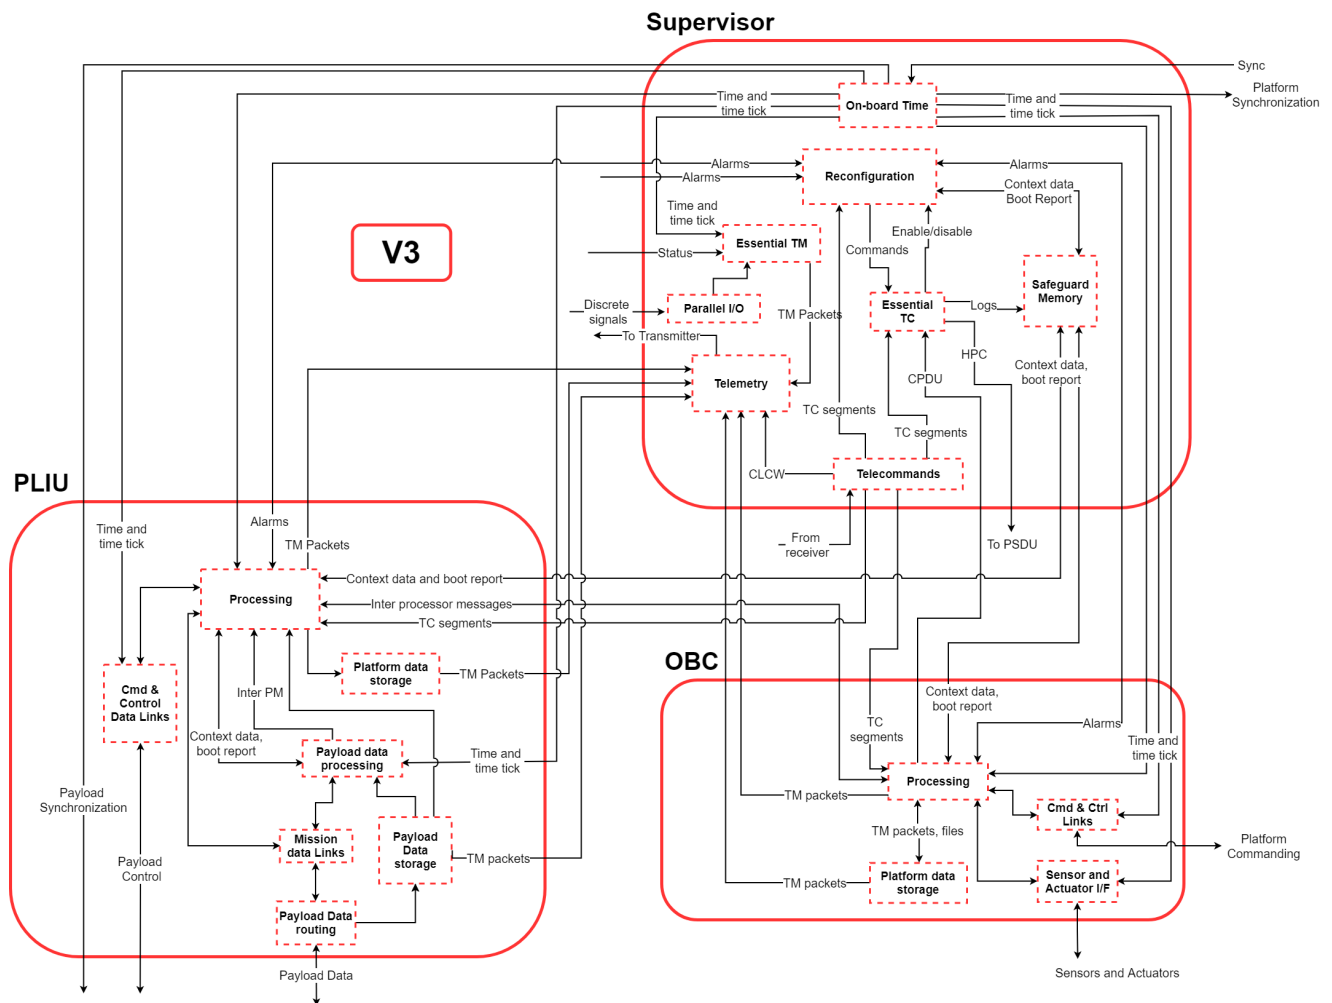 Supervisor
Sync
Platform
Synchronization
On-board Time
Time and
time tick
Time and
time tick
Alarms
Alarms
Reconfiguration
Alarms
Context data
Boot Report
Time and
time tick
Enable/disable
V3
Essential TM
Status
Commands
Safeguard
Memory
Discrete
signals
Parallel I/O
TM Packets
Essential
TC
Logs
To Transmitter
HPC
Context data,
boot report
Telemetry
CPDU
TC segments
TC segments
CLCW
Telecommands
PLIU
Time and
time tick
Alarms
TM Packets
From
receiver
To PSDU
Context data and boot report
Processing
Inter processor messages
TC segments
OBC
Platform data
storage
TM Packets
Cmd &
Control
Data Links
Inter PM
Context data,
boot report
Context data,
boot report
Alarms
TC
segments
Time and
time tick
Payload data
processing
Time and
time tick
Processing
Payload
Synchronization
TM packets
Cmd & Ctrl
Links
Mission
data Links
Payload
Data
storage
TM packets, files
Platform
Commanding
TM packets
Payload
Control
TM packets
Platform data
storage
Sensor and
Actuator I/F
Payload Data
routing
Payload Data
Sensors and Actuators